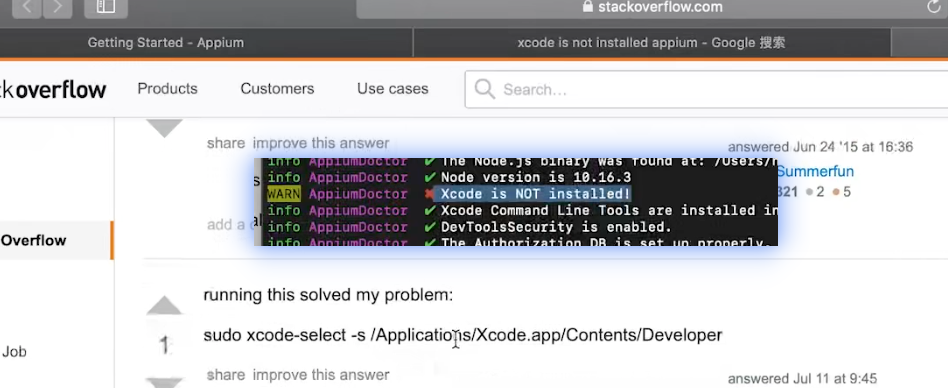 stackoverflow.com
Getting Started - Appium
xcode is not installed appium - Google 搜索
ckoverflow
Products
Customers
Use cases
Search...
share improve this answer
answered Jun 24 '15 at 16:36
Summerfun
321 2 5
info AppiumDoctor ✔ The Node.js binary was found at: /Users/
info AppiumDoctor ✔ Node version is 10.16.3
WARN AppiumDoctor ✖ Xcode is NOT installed!
info AppiumDoctor ✔ Xcode Command Line Tools are installed in
info AppiumDoctor ✔ DevToolsSecurity is enabled.
info AppiumDoctor ✔ The Authorization DB is set up properly.
add a
Overflow
running this solved my problem:
1
sudo xcode-select -s /Applications/Xcode.app/Contents/Developer
Job
share improve this answer
answered Jul 11 at 9:45